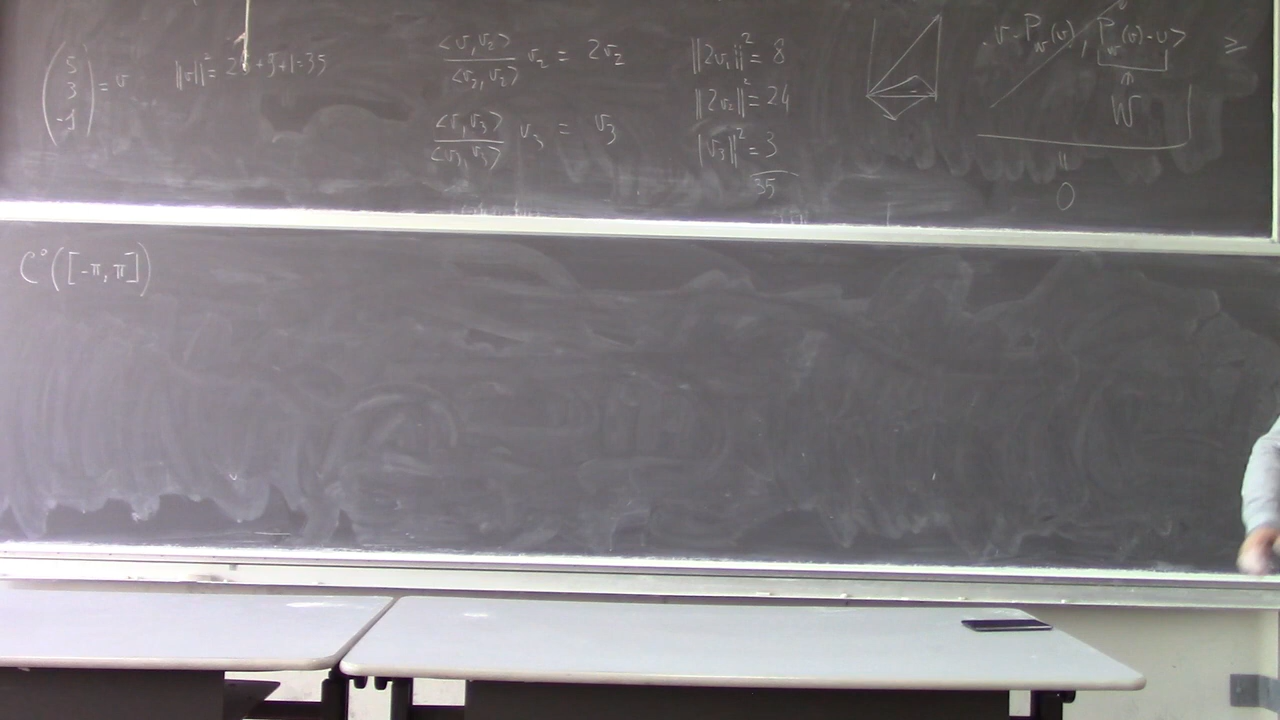 (5 3 -1) = v
||v||² = 25+9+1=35
<v,v₂>/<v₂,v₂> v₂ = 2v₂
<v,v₃>/<v₃,v₃> v₃ = v₃
||2v₁||² = 8
||2v₂||² = 24
||v₃||² = 3
35
v-P_W(v), P_W(v)-u> ≥
W
0
C⁰([-π,π])